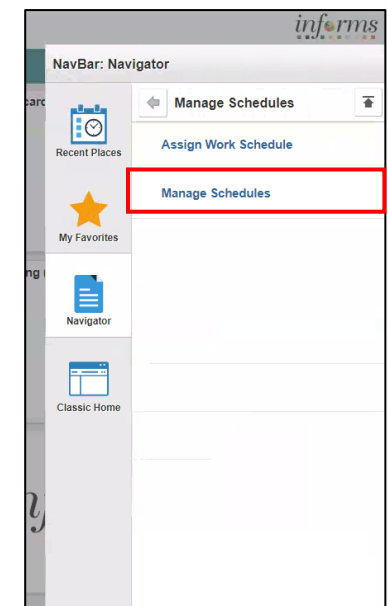 informs
NavBar: Navigator
Manage Schedules
Recent Places
Assign Work Schedule
Manage Schedules
My Favorites
Navigator
Classic Home